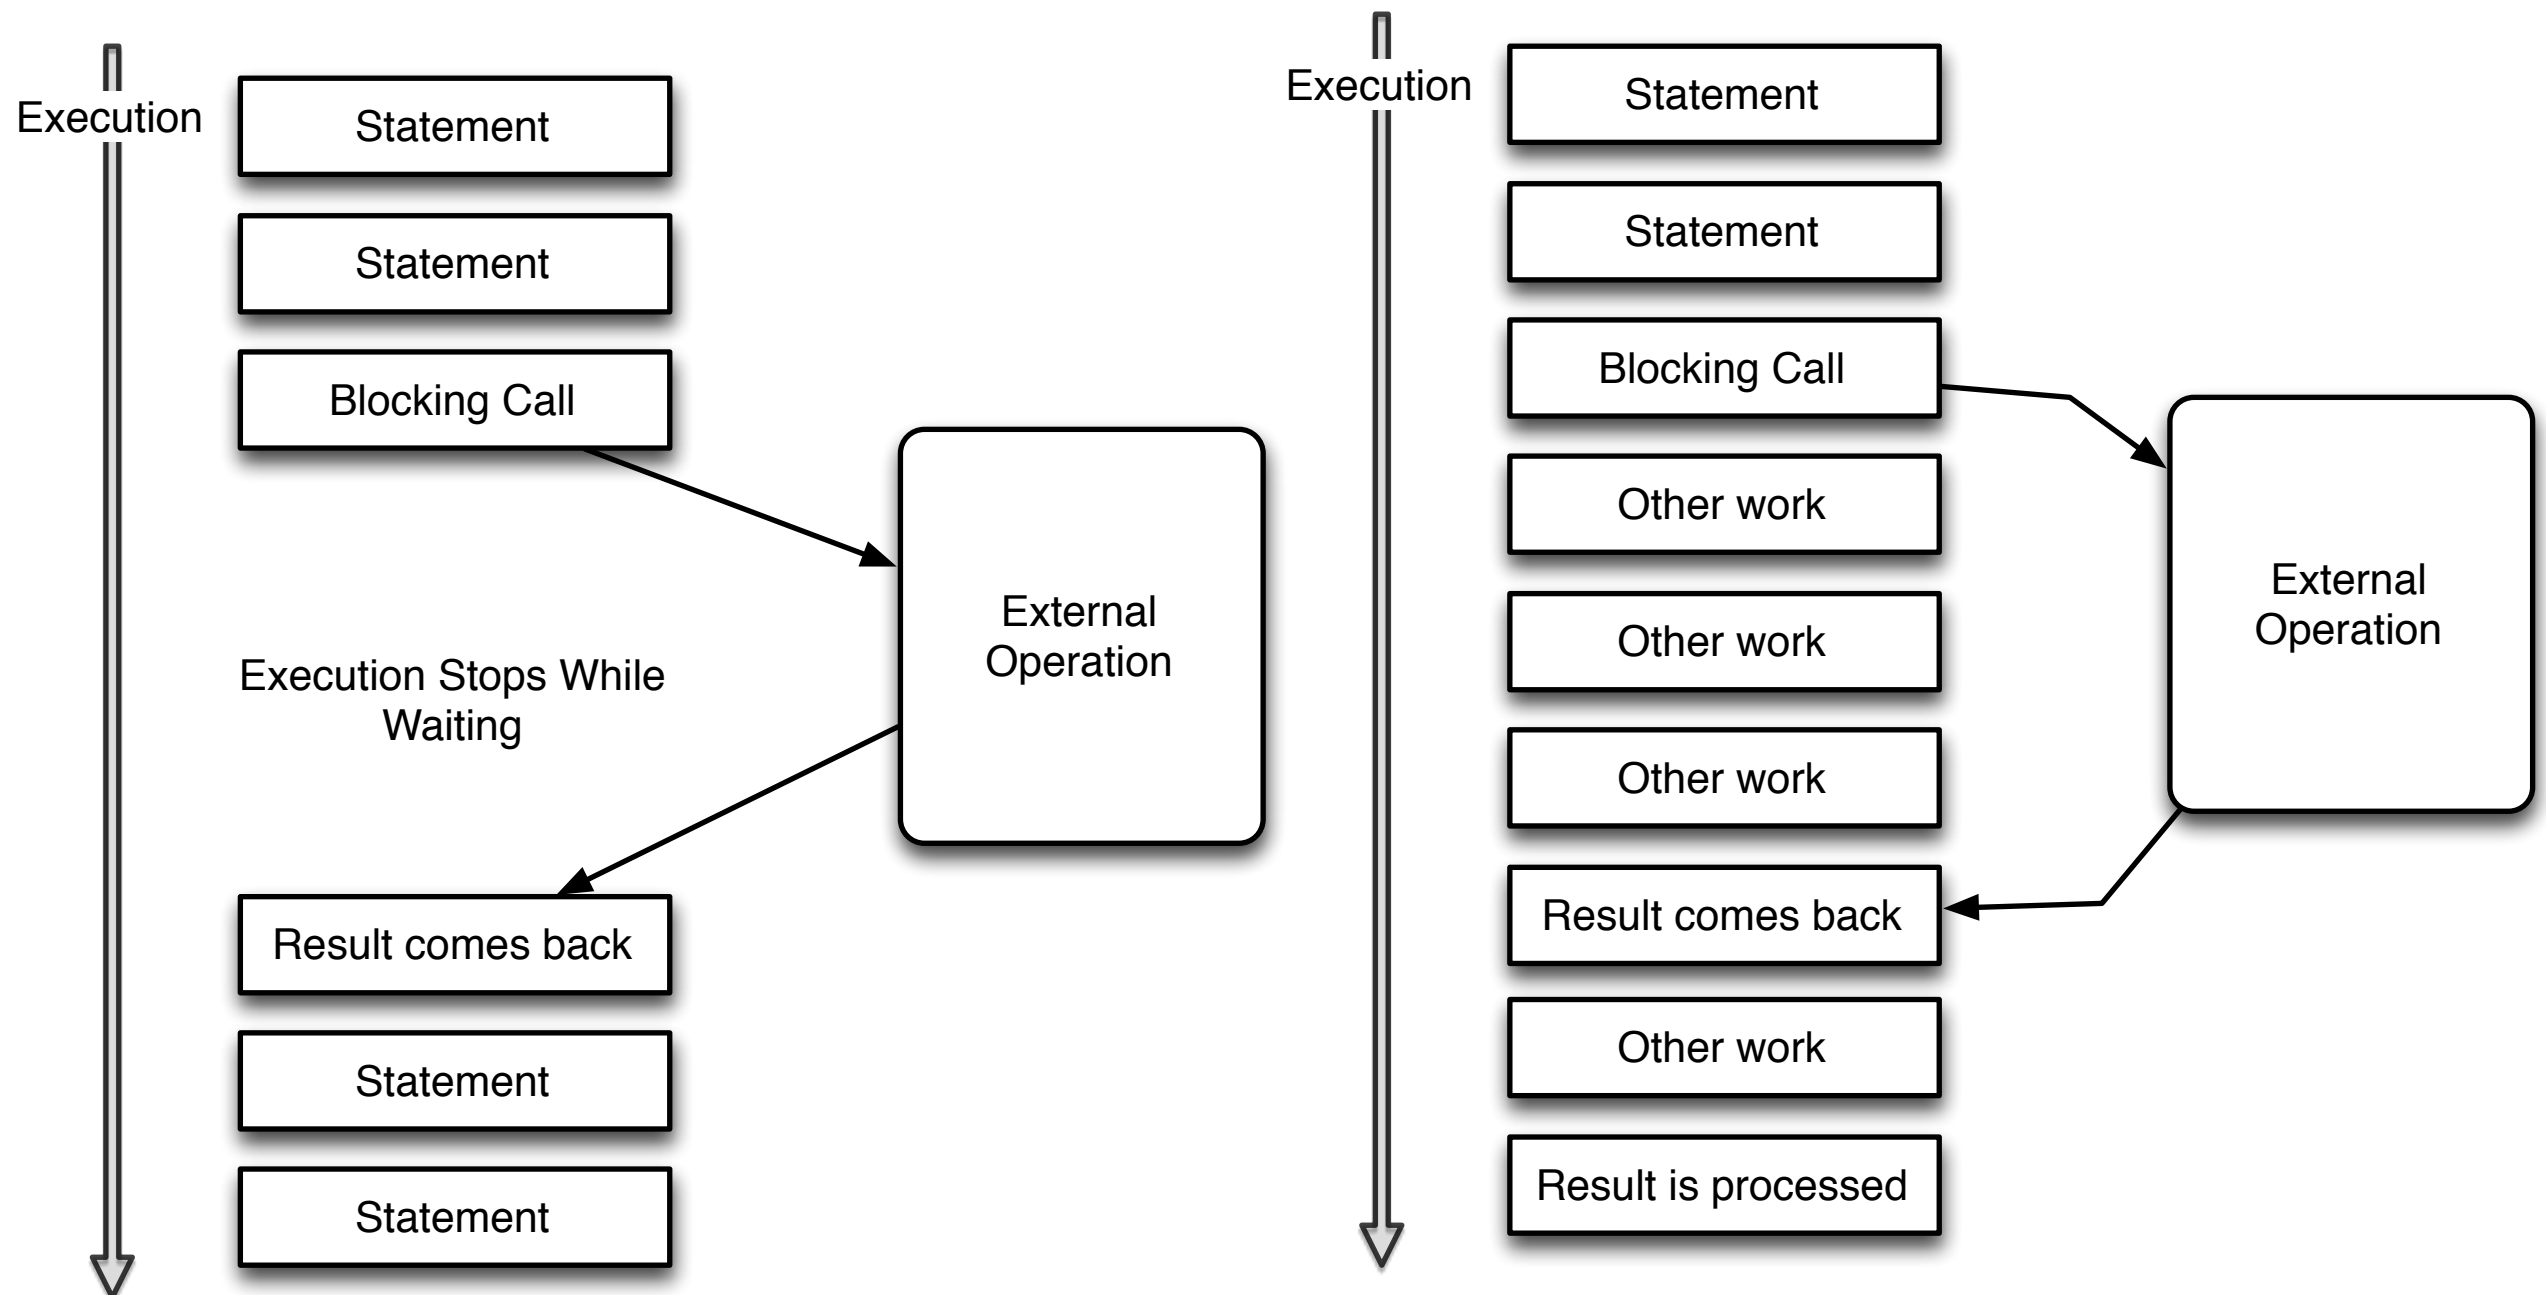 Execution
Statement
Statement
Blocking Call
External
Operation
Execution Stops While
Waiting
Result comes back
Statement
Statement
Execution
Statement
Statement
Blocking Call
Other work
External
Operation
Other work
Other work
Result comes back
Other work
Result is processed